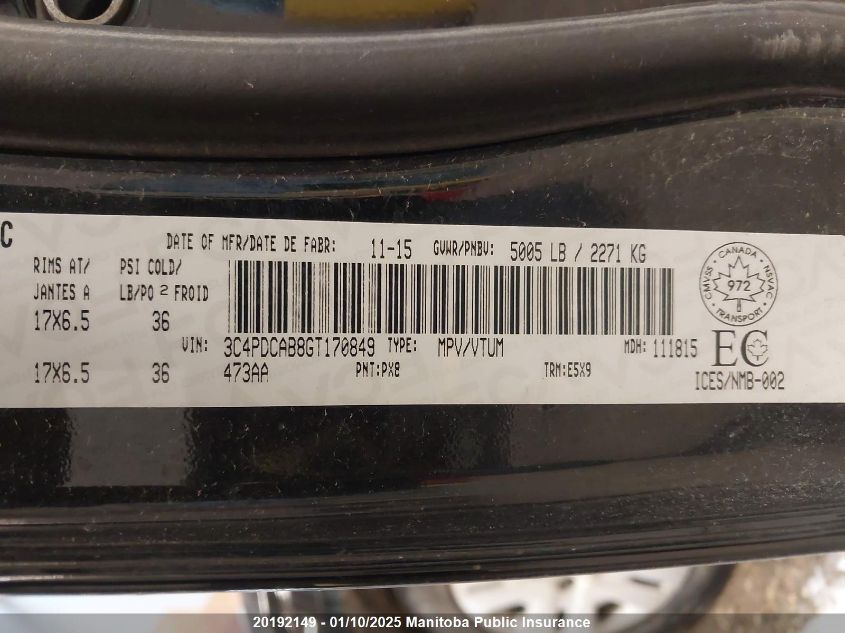 C
DATE OF MFR/DATE DE FABR: 11-15 GVWR/PNBV: 5005 LB / 2271 KG
RIMS AT/ PSI COLD/
JANTES A LB/PO 2 FROID
17X6.5 36
VIN: 3C4PDCAB8GT170849 TYPE: MPV/VTUM MDH: 111815
17X6.5 36 473AA PNT:PX8 TRM:E5X9
CANADA
CMVSS 972 NSVAC
TRANSPORT
EC
ICES/NMB-002
20192149 - 01/10/2025 Manitoba Public Insurance